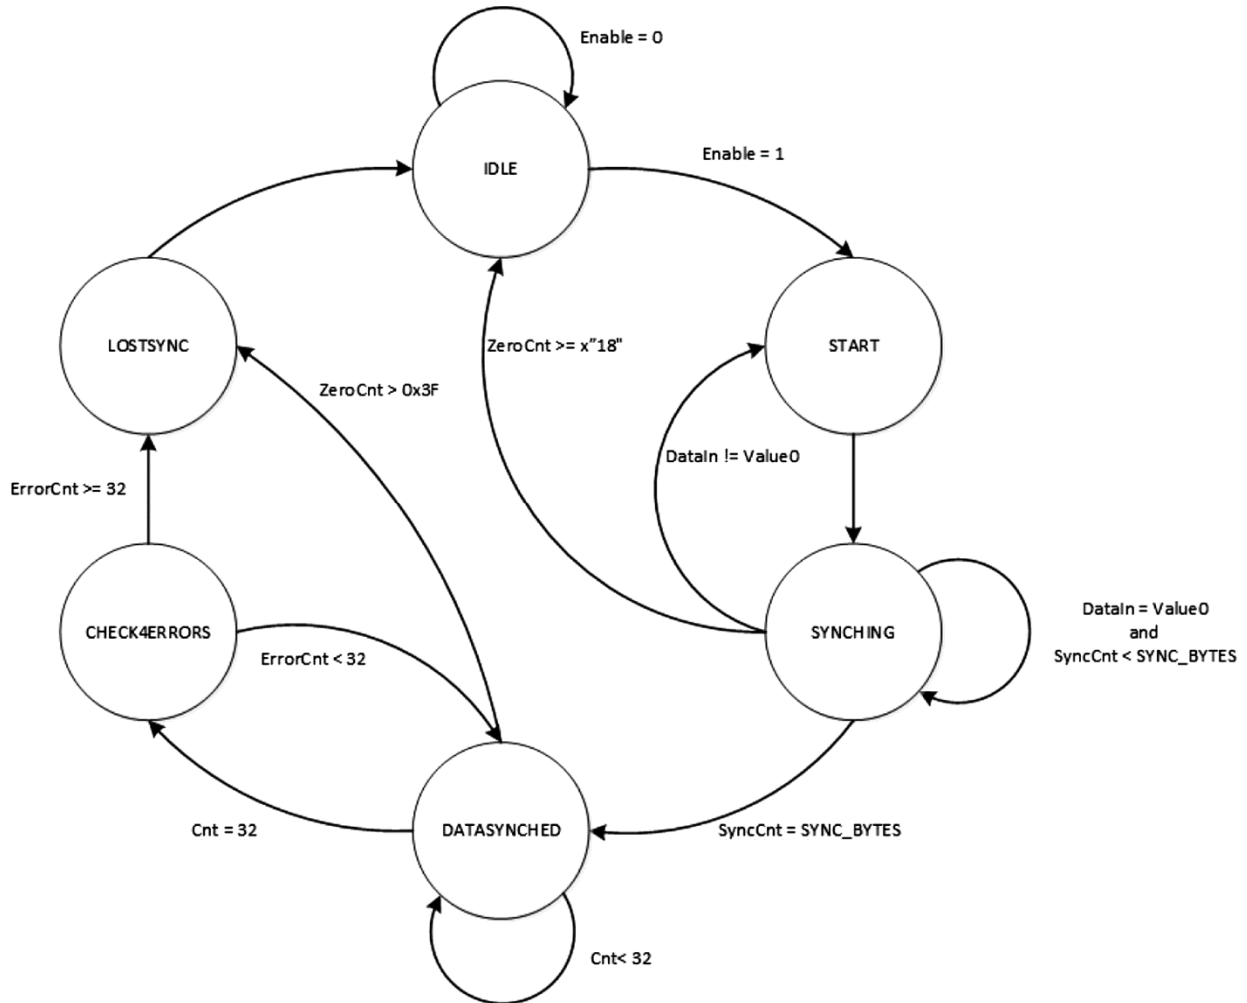 Enable = 0
IDLE
Enable = 1
LOSTSYNC
ZeroCnt >= x"18"
START
ZeroCnt > 0x3F
DataIn != Value0
ErrorCnt >= 32
CHECK4ERRORS
ErrorCnt < 32
SYNCHING
DataIn = Value0
and
SyncCnt < SYNC_BYTES
Cnt = 32
DATASYNCHED
SyncCnt = SYNC_BYTES
Cnt< 32